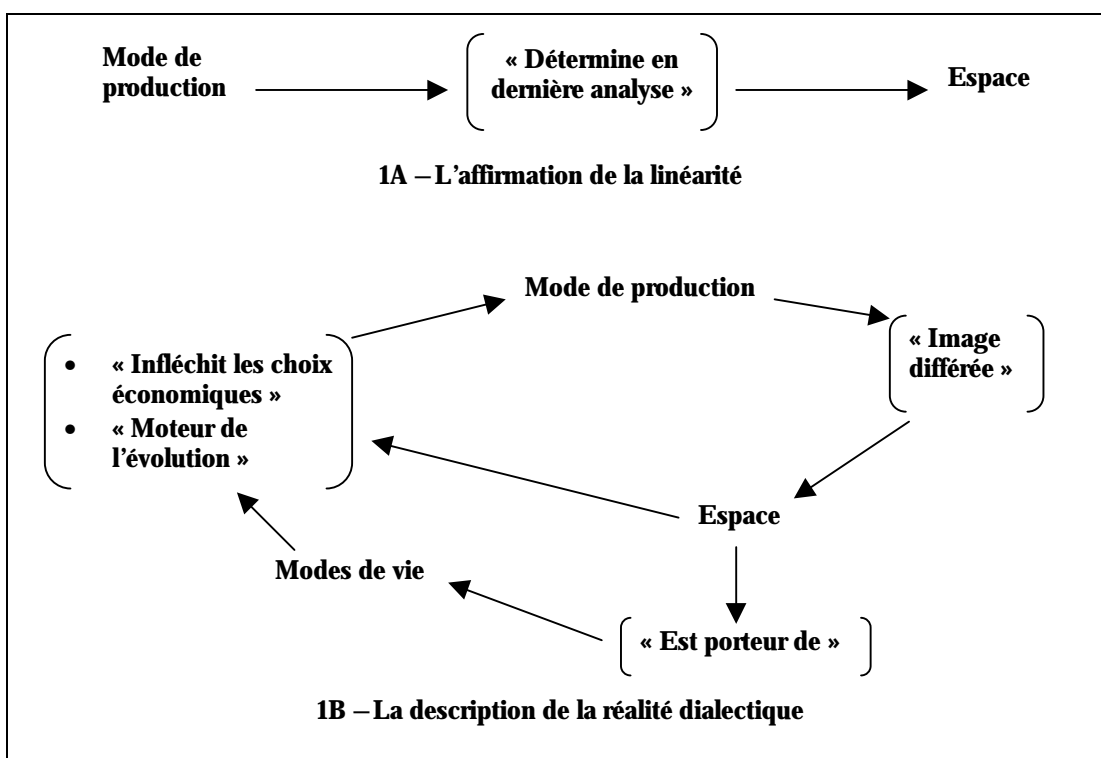 Mode de
production
« Détermine en
dernière analyse »
Espace
1A – L'affirmation de la linéarité
Mode de production
« Image
différée »
• « Infléchit les choix
économiques »
• « Moteur de
l'évolution »
Espace
Modes de vie
« Est porteur de »
1B – La description de la réalité dialectique